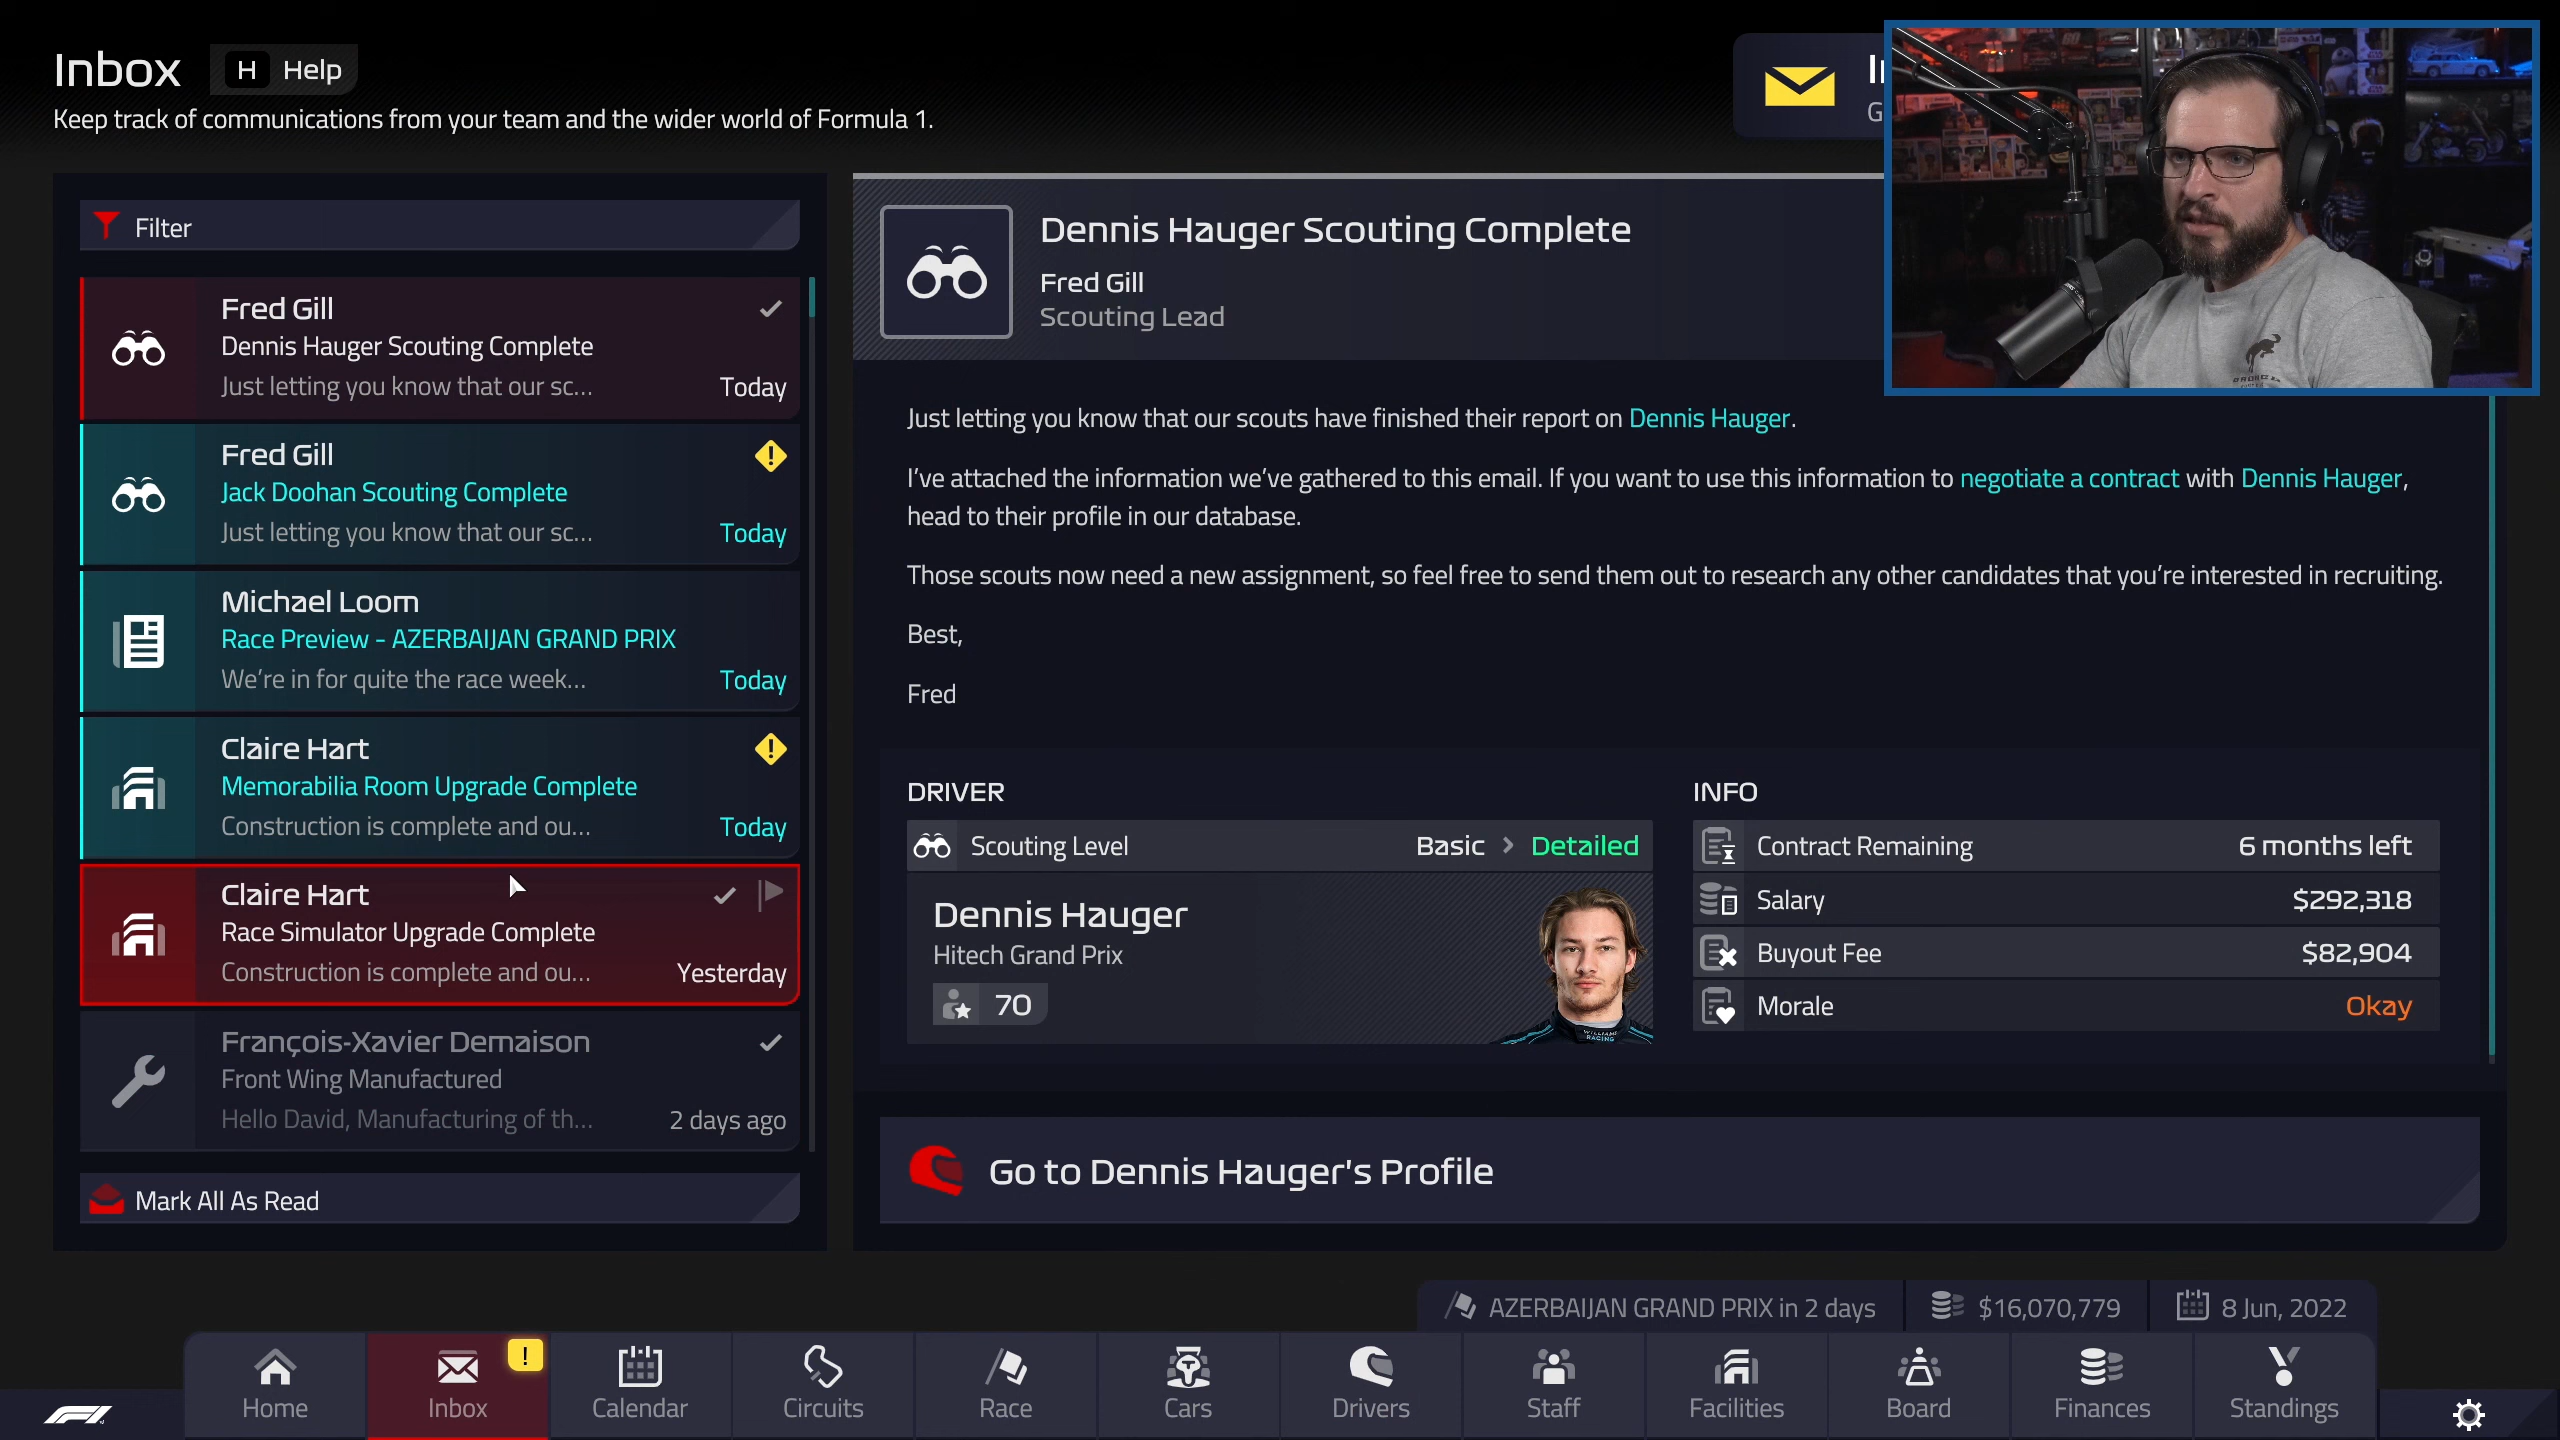 Inbox
H Help
Keep track of communications from your team and the wider world of Formula 1.
Filter
Fred Gill
Dennis Hauger Scouting Complete
Just letting you know that our sc...
Today
Fred Gill
Jack Doohan Scouting Complete
Just letting you know that our sc...
Today
Michael Loom
Race Preview - AZERBAIJAN GRAND PRIX
We're in for quite the race week...
Today
Claire Hart
Memorabilia Room Upgrade Complete
Construction is complete and ou...
Today
Claire Hart
Race Simulator Upgrade Complete
Construction is complete and ou...
Yesterday
François-Xavier Demaison
Front Wing Manufactured
Hello David, Manufacturing of th...
2 days ago
Mark All As Read
Dennis Hauger Scouting Complete
Fred Gill
Scouting Lead
Just letting you know that our scouts have finished their report on Dennis Hauger.
I've attached the information we've gathered to this email. If you want to use this information to negotiate a contract with Dennis Hauger,
head to their profile in our database.
Those scouts now need a new assignment, so feel free to send them out to research any other candidates that you're interested in recruiting.
Best,
Fred
DRIVER
Scouting Level Basic > Detailed
Dennis Hauger
Hitech Grand Prix
70
WILLIAMS
RACING
INFO
Contract Remaining 6 months left
Salary $292,318
Buyout Fee $82,904
Morale Okay
Go to Dennis Hauger's Profile
AZERBAIJAN GRAND PRIX in 2 days
$16,070,779
8 Jun, 2022
Home
Inbox
Calendar
Circuits
Race
Cars
Drivers
Staff
Facilities
Board
Finances
Standings